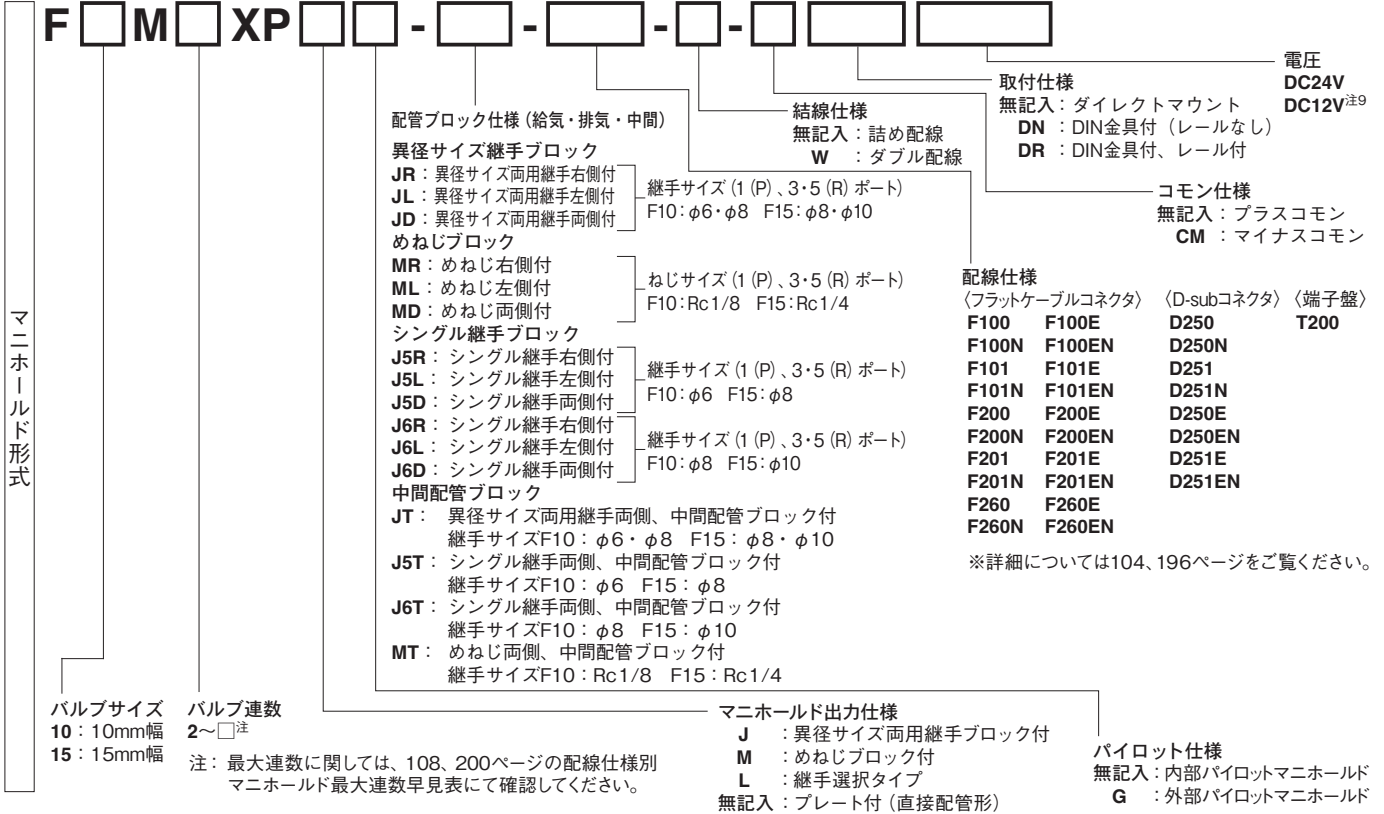 マニホールド形式
F□M□ XP□□-□-□-□-□ □ □
電圧
DC24V
DC12V注9
取付仕様
無記入：ダイレクトマウント
DN ：DIN金具付（レールなし）
DR ：DIN金具付、レール付
結線仕様
無記入：詰め配線
W ：ダブル配線
コモン仕様
無記入：プラスコモン
CM ：マイナスコモン
配管ブロック仕様（給気・排気・中間）
異径サイズ継手ブロック
JR：異径サイズ両用継手右側付
JL：異径サイズ両用継手左側付
JD：異径サイズ両用継手両側付
継手サイズ（1（P）、3・5（R）ポート）
F10：φ6・φ8 F15：φ8・φ10
めねじブロック
MR：めねじ右側付
ML：めねじ左側付
MD：めねじ両側付
ねじサイズ（1（P）、3・5（R）ポート）
F10：Rc1/8 F15：Rc1/4
シングル継手ブロック
J5R：シングル継手右側付
J5L：シングル継手左側付
J5D：シングル継手両側付
継手サイズ（1（P）、3・5（R）ポート）
F10：φ6 F15：φ8
J6R：シングル継手右側付
J6L：シングル継手左側付
J6D：シングル継手両側付
継手サイズ（1（P）、3・5（R）ポート）
F10：φ8 F15：φ10
中間配管ブロック
JT： 異径サイズ両用継手両側、中間配管ブロック付
継手サイズF10：φ6・φ8 F15：φ8・φ10
J5T：シングル継手両側、中間配管ブロック付
継手サイズF10：φ6 F15：φ8
J6T：シングル継手両側、中間配管ブロック付
継手サイズF10：φ8 F15：φ10
MT： めねじ両側、中間配管ブロック付
継手サイズF10：Rc1/8 F15：Rc1/4
配線仕様
〈フラットケーブルコネクタ〉 〈D-subコネクタ〉 〈端子盤〉
F100 F100E D250 T200
F100N F100EN D250N
F101 F101E D251
F101N F101EN D251N
F200 F200E D250E
F200N F200EN D250EN
F201 F201E D251E
F201N F201EN D251EN
F260 F260E
F260N F260EN
※詳細については104、196ページをご覧ください。
バルブサイズ
10：10mm幅
15：15mm幅
バルブ連数
2～□注
注：最大連数に関しては、108、200ページの配線仕様別
マニホールド最大連数早見表にて確認してください。
マニホールド出力仕様
J ：異径サイズ両用継手ブロック付
M ：めねじブロック付
L ：継手選択タイプ
無記入：プレート付（直接配管形）
パイロット仕様
無記入：内部パイロットマニホールド
G ：外部パイロットマニホールド